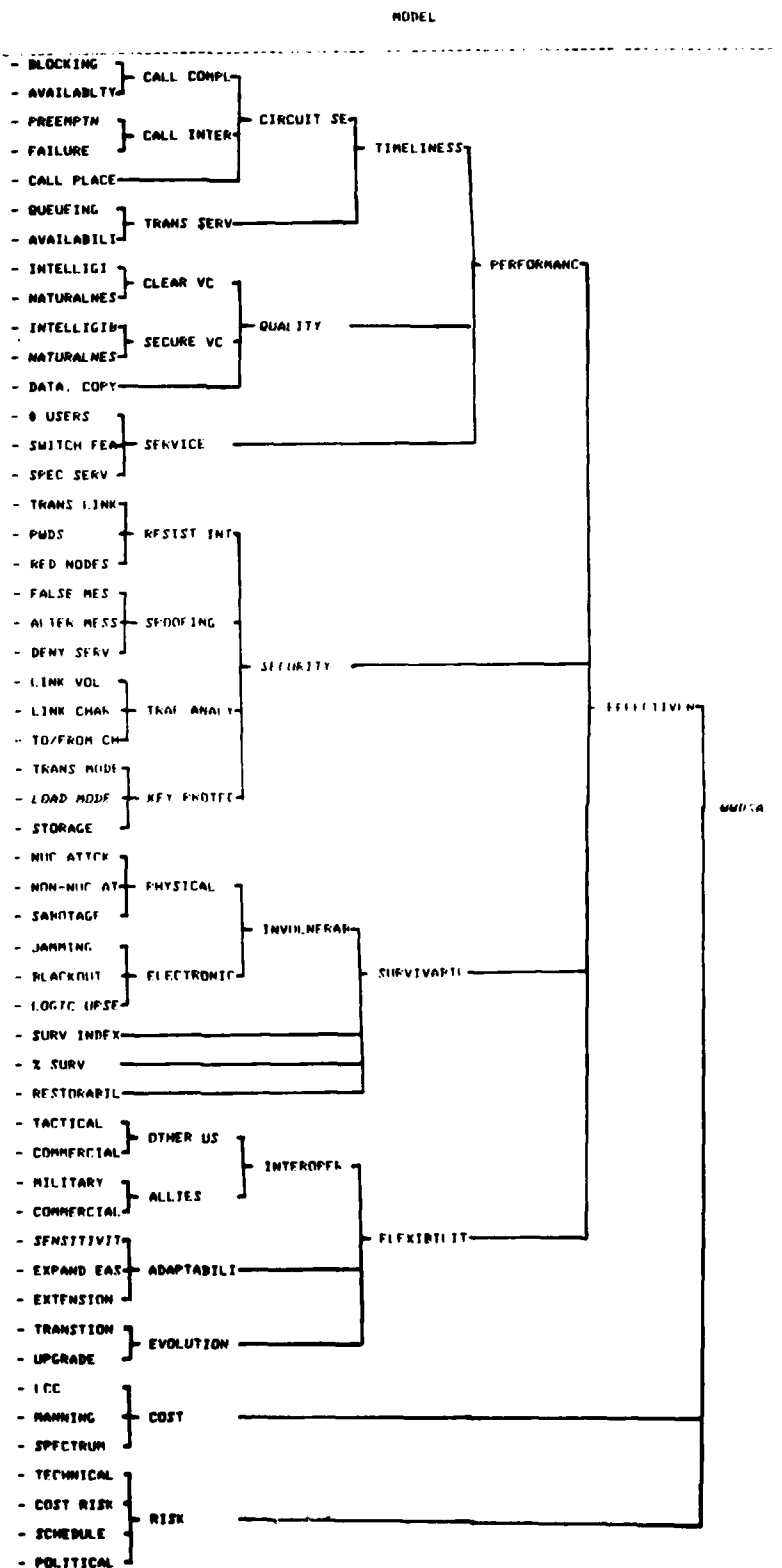 MODEL
- BLOCKING
CALL COMPL
- AVAILABLTY
CIRCUIT SE
- PREEMPTN
CALL INTER
TIMELINESS
- FAILURE
- CALL PLACE
- QUEUEING
TRANS SERV
- AVAILABILI
PERFORMANC
- INTELLIGI
CLEAR VC
- NATURALNES
- INTELLIGIB
QUALITY
SECURE VC
- NATURALNES
- DATA, COPY
- # USERS
- SWITCH FEA
SERVICE
- SPEC SERV
- TRANS LINK
- PWDS
RESIST INT
- RED NODES
- FALSE MES
- ALTER MESS
SPOOFING
- DENY SERV
SECURITY
- LINK VOL
- LINK CHAR
TRAF ANALY
EFFECTIVEN
- TO/FROM CH
- TRANS MODE
- LOAD MODE
KEY PROTEC
WWDSA
- STORAGE
- NUC ATTCK
- NON-NUC AT
PHYSICAL
- SABOTAGE
INVULNERAB
- JAMMING
- BLACKOUT
ELECTRONIC
SURVIVABIL
- LOGIC UPSE
- SURV INDEX
- % SURV
- RESTORABIL
- TACTICAL
OTHER US
- COMMERCIAL
INTEROPER
- MILITARY
ALLIES
- COMMERCIAL
- SENSITIVIT
FLEXIBILIT
- EXPAND EAS
ADAPTABILI
- EXTENSION
- TRANSTION
EVOLUTION
- UPGRADE
- LCC
- MANNING
COST
- SPECTRUM
- TECHNICAL
- COST RISK
RISK
- SCHEDULE
- POLITICAL